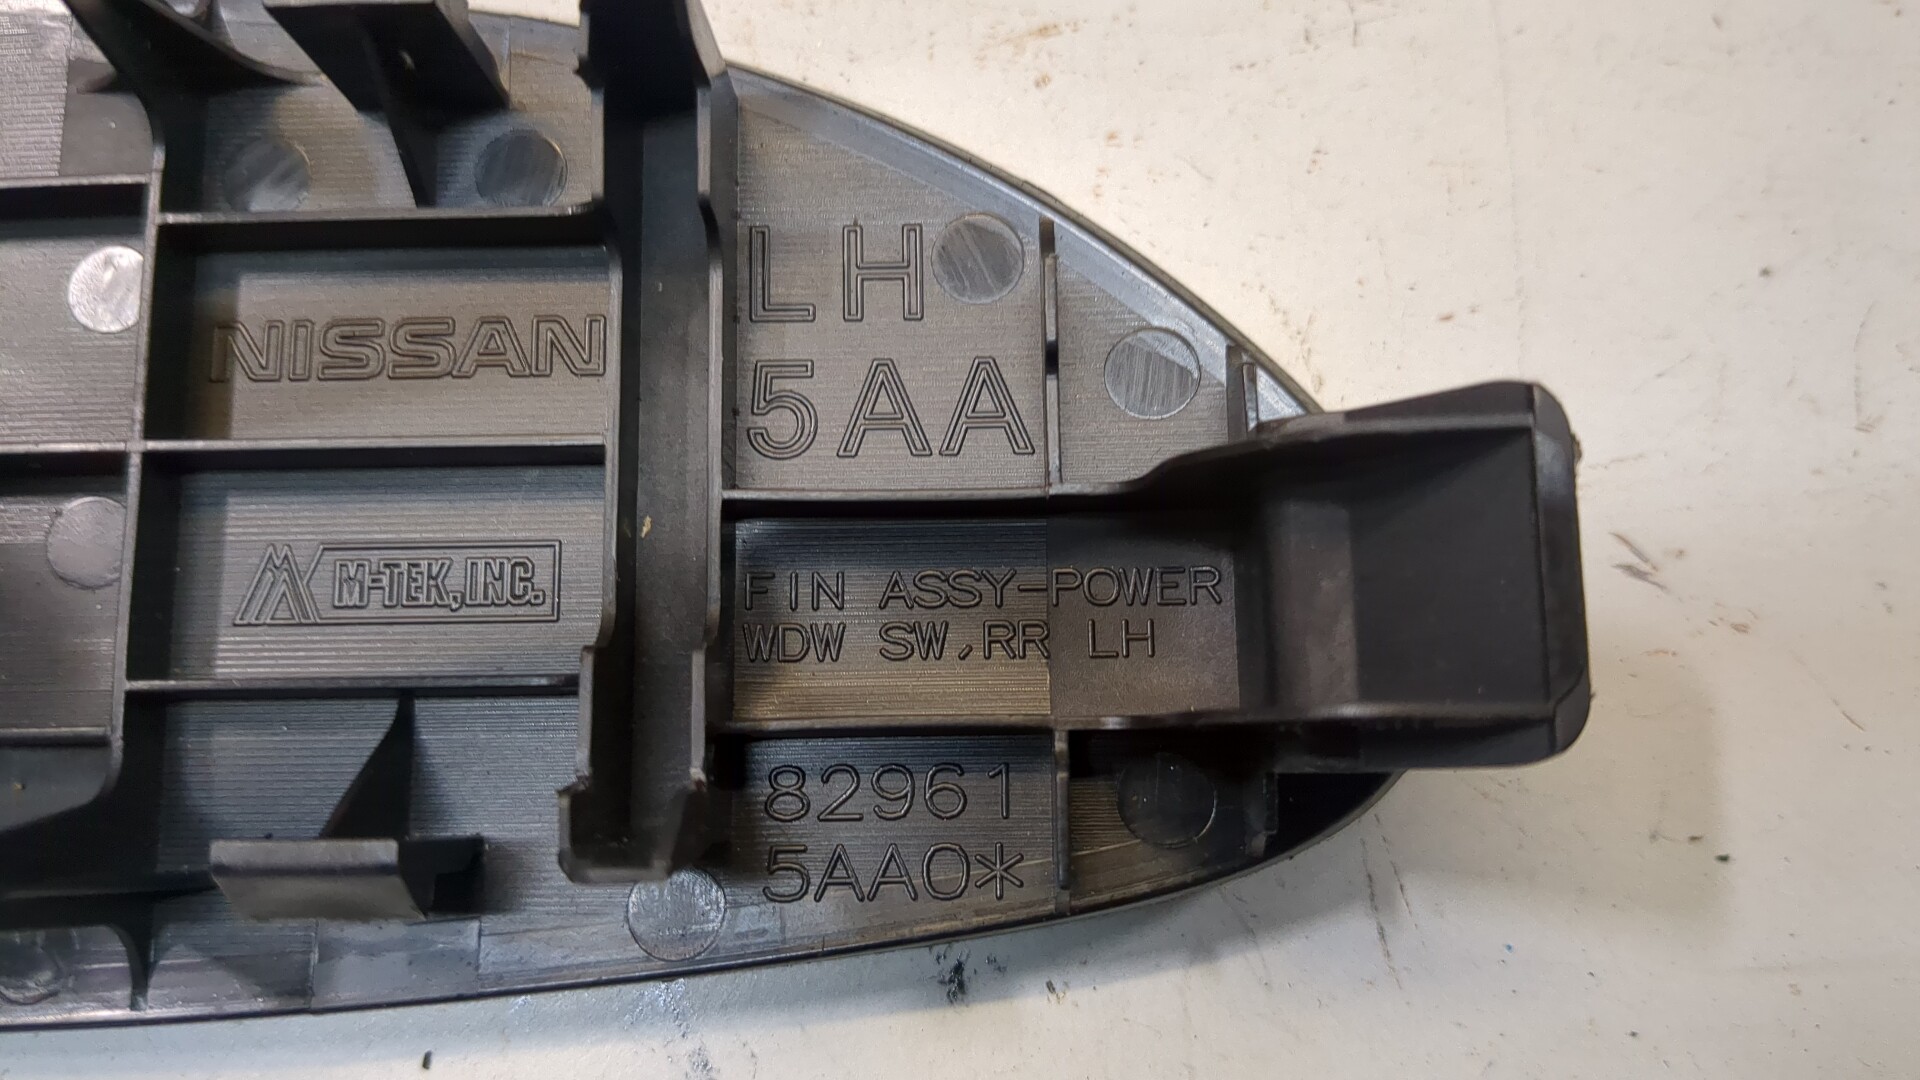 LH
5AA
NISSAN
M-TEK,INC.
FIN ASSY-POWER
WDW SW,RR LH
82961
5AA0*